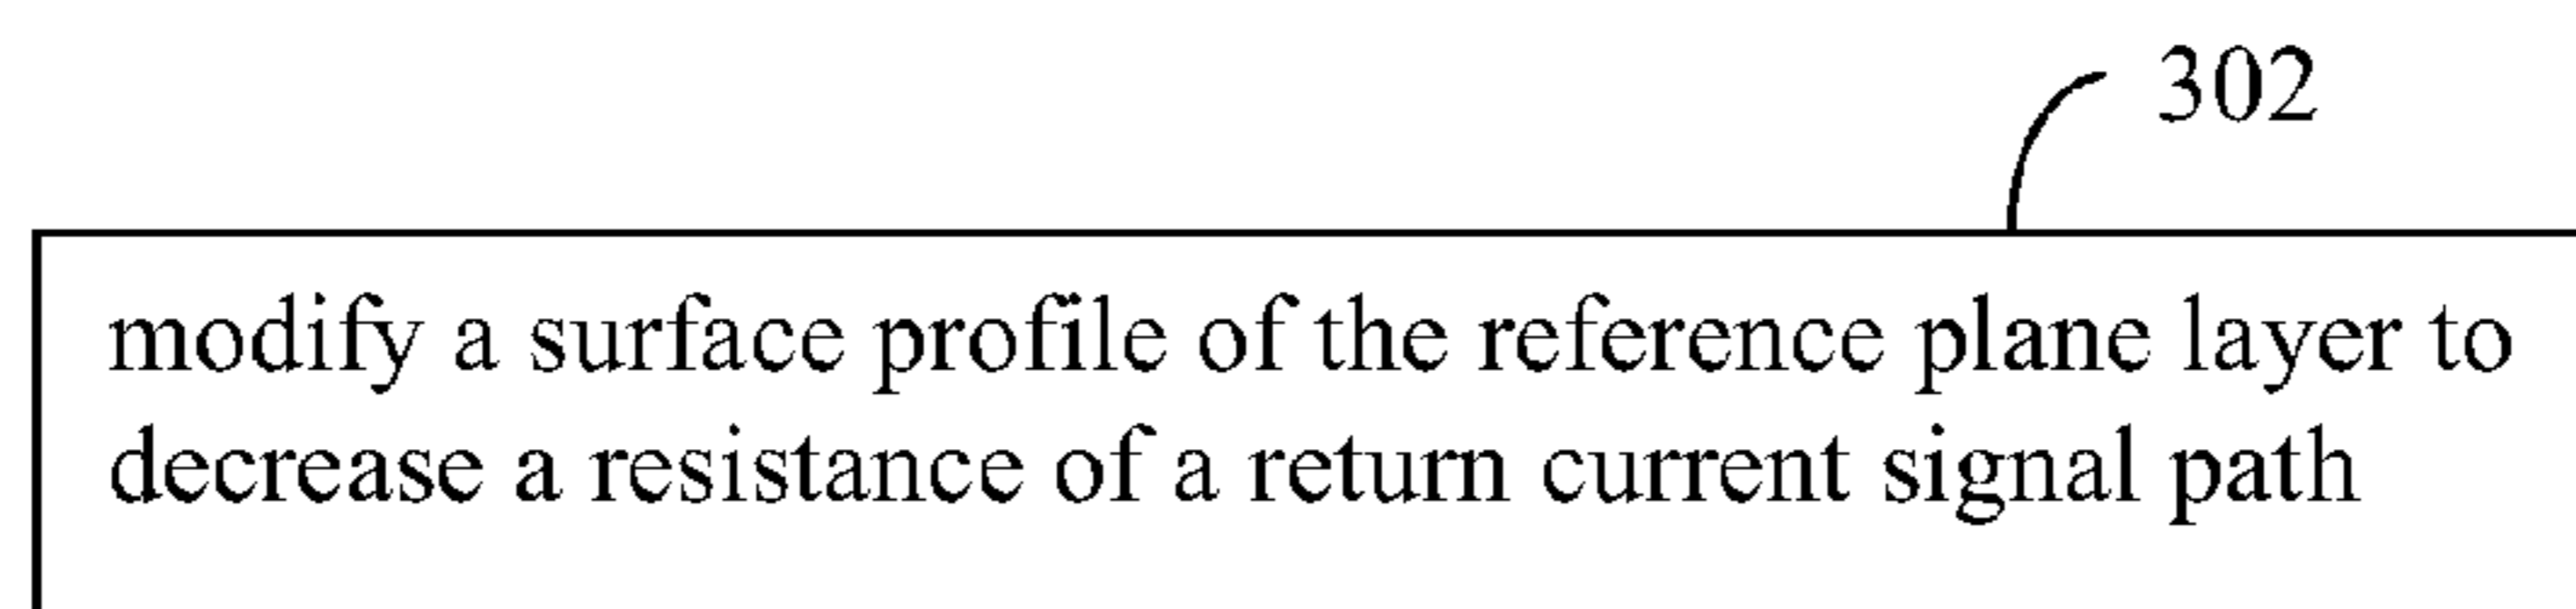 302
modify a surface profile of the reference plane layer to
decrease a resistance of a return current signal path